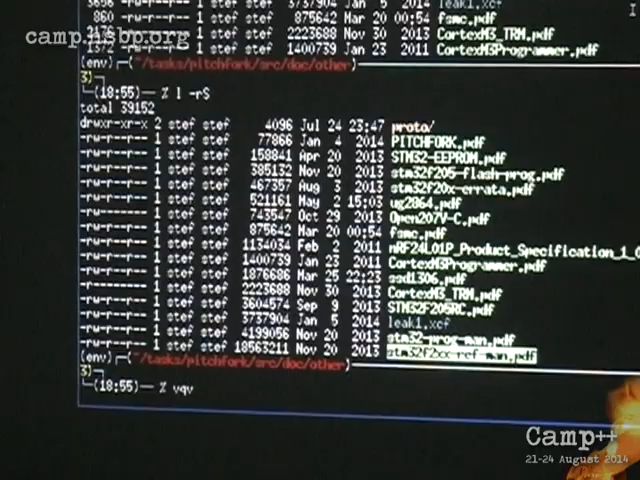 3696 -rw-r--r-- 1 3737904 Jan 5 2014 leak1.xcf
860 -rw-r--r-- 1 875642 Mar 20 00:54 fsmc.pdf
camp.hsbp.org 2223688 Nov 30 2013 CortexM3_TRM.pdf
1372 -rw-r--r-- 1 1400739 Jan 23 2011 CortexM3Programmer.pdf
(env)─(~/tasks/pitchfork/src/doc/other)
3)─
(18:55)── % l -rS
total 39152
drwxr-xr-x 2 stef stef 4096 Jul 24 23:47 proto/
-rw-r--r-- 1 stef stef 77866 Jan 4 2014 PITCHFORK.pdf
-rw-r--r-- 1 stef stef 158841 Apr 20 2013 STM32-EEPROM.pdf
-rw-r--r-- 1 stef stef 385132 Nov 20 2013 stm32f205-flash-prog.pdf
-rw-r--r-- 1 stef stef 467357 Aug 3 2013 stm32f20x-errata.pdf
-rw-r--r-- 1 stef stef 521161 May 2 15:03 ug2864.pdf
-rw------- 1 stef stef 743547 Oct 29 2013 Open207V-C.pdf
-rw-r--r-- 1 stef stef 875642 Mar 20 00:54 fsmc.pdf
-rw-r--r-- 1 stef stef 1134034 Feb 2 2011 nRF24L01P_Product_Specification_1_0
-rw-r--r-- 1 stef stef 1400739 Jan 23 2011 CortexM3Programmer.pdf
-rw-r--r-- 1 stef stef 1876686 Mar 25 22:23 ssd1306.pdf
-rw------- 1 stef stef 2223688 Nov 30 2013 CortexM3_TRM.pdf
-rw-r--r-- 1 stef stef 3604574 Sep 9 2013 STM32F205RC.pdf
-rw-r--r-- 1 stef stef 3737904 Jan 5 2014 leak1.xcf
-rw-r--r-- 1 stef stef 4199056 Nov 20 2013 stm32-prog-man.pdf
-rw-r--r-- 1 stef stef 18563211 Nov 20 2013 stm32f2xx-ref-man.pdf
(env)─(~/tasks/pitchfork/src/doc/other)
3)─
(18:55)── % vqv
Camp++
21-24 August 2014